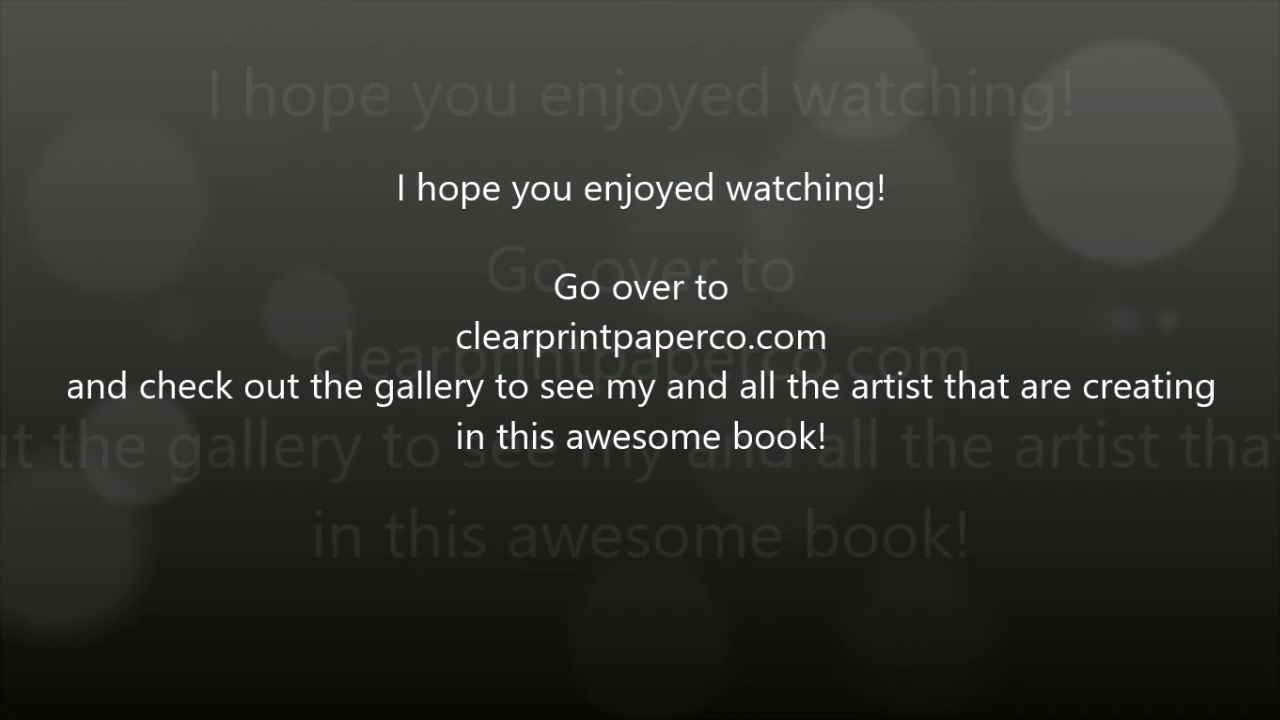 I hope you enjoyed watching!
Go over to
clearprintpaperco.com
and check out the gallery to see my and all the artist that are creating
in this awesome book!